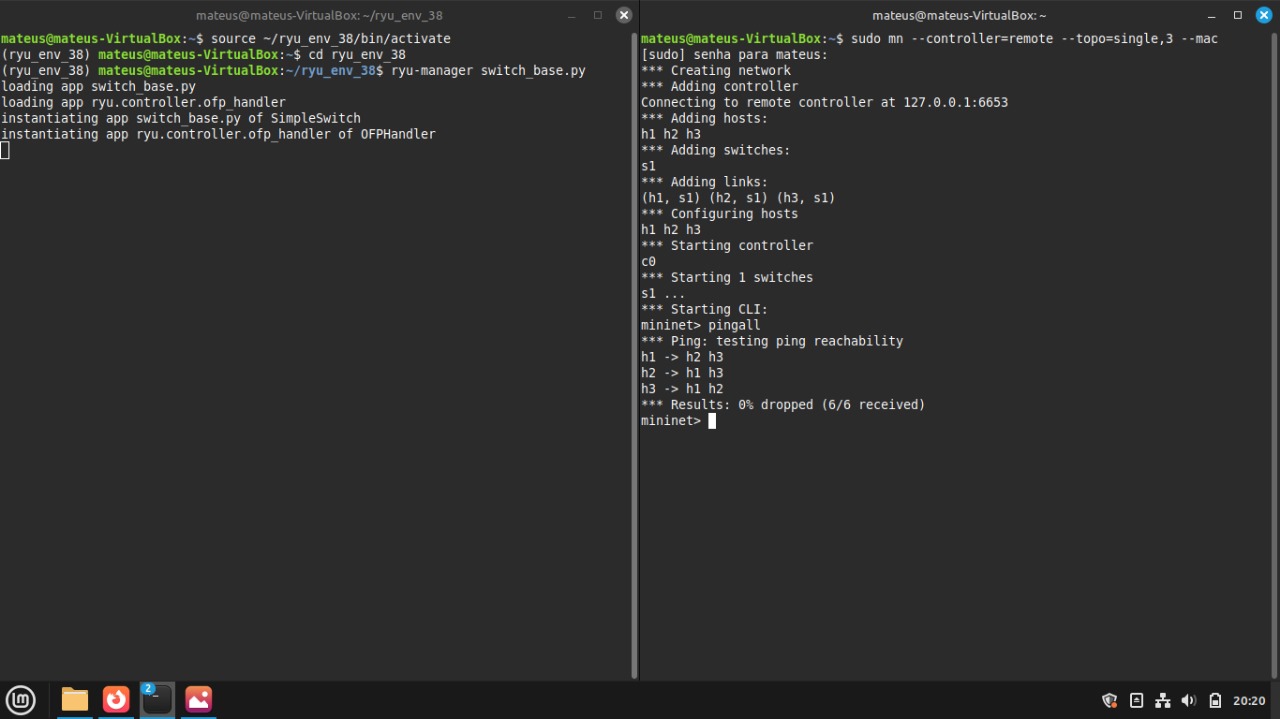 mateus@mateus-VirtualBox: ~/ryu_env_38
mateus@mateus-VirtualBox:~$ source ~/ryu_env_38/bin/activate
(ryu_env_38) mateus@mateus-VirtualBox:~$ cd ryu_env_38
(ryu_env_38) mateus@mateus-VirtualBox:~/ryu_env_38$ ryu-manager switch_base.py
loading app switch_base.py
loading app ryu.controller.ofp_handler
instantiating app switch_base.py of SimpleSwitch
instantiating app ryu.controller.ofp_handler of OFPHandler
mateus@mateus-VirtualBox: ~
mateus@mateus-VirtualBox:~$ sudo mn --controller=remote --topo=single,3 --mac
[sudo] senha para mateus:
*** Creating network
*** Adding controller
Connecting to remote controller at 127.0.0.1:6653
*** Adding hosts:
h1 h2 h3
*** Adding switches:
s1
*** Adding links:
(h1, s1) (h2, s1) (h3, s1)
*** Configuring hosts
h1 h2 h3
*** Starting controller
c0
*** Starting 1 switches
s1 ...
*** Starting CLI:
mininet> pingall
*** Ping: testing ping reachability
h1 -> h2 h3
h2 -> h1 h3
h3 -> h1 h2
*** Results: 0% dropped (6/6 received)
mininet>
2
20:20